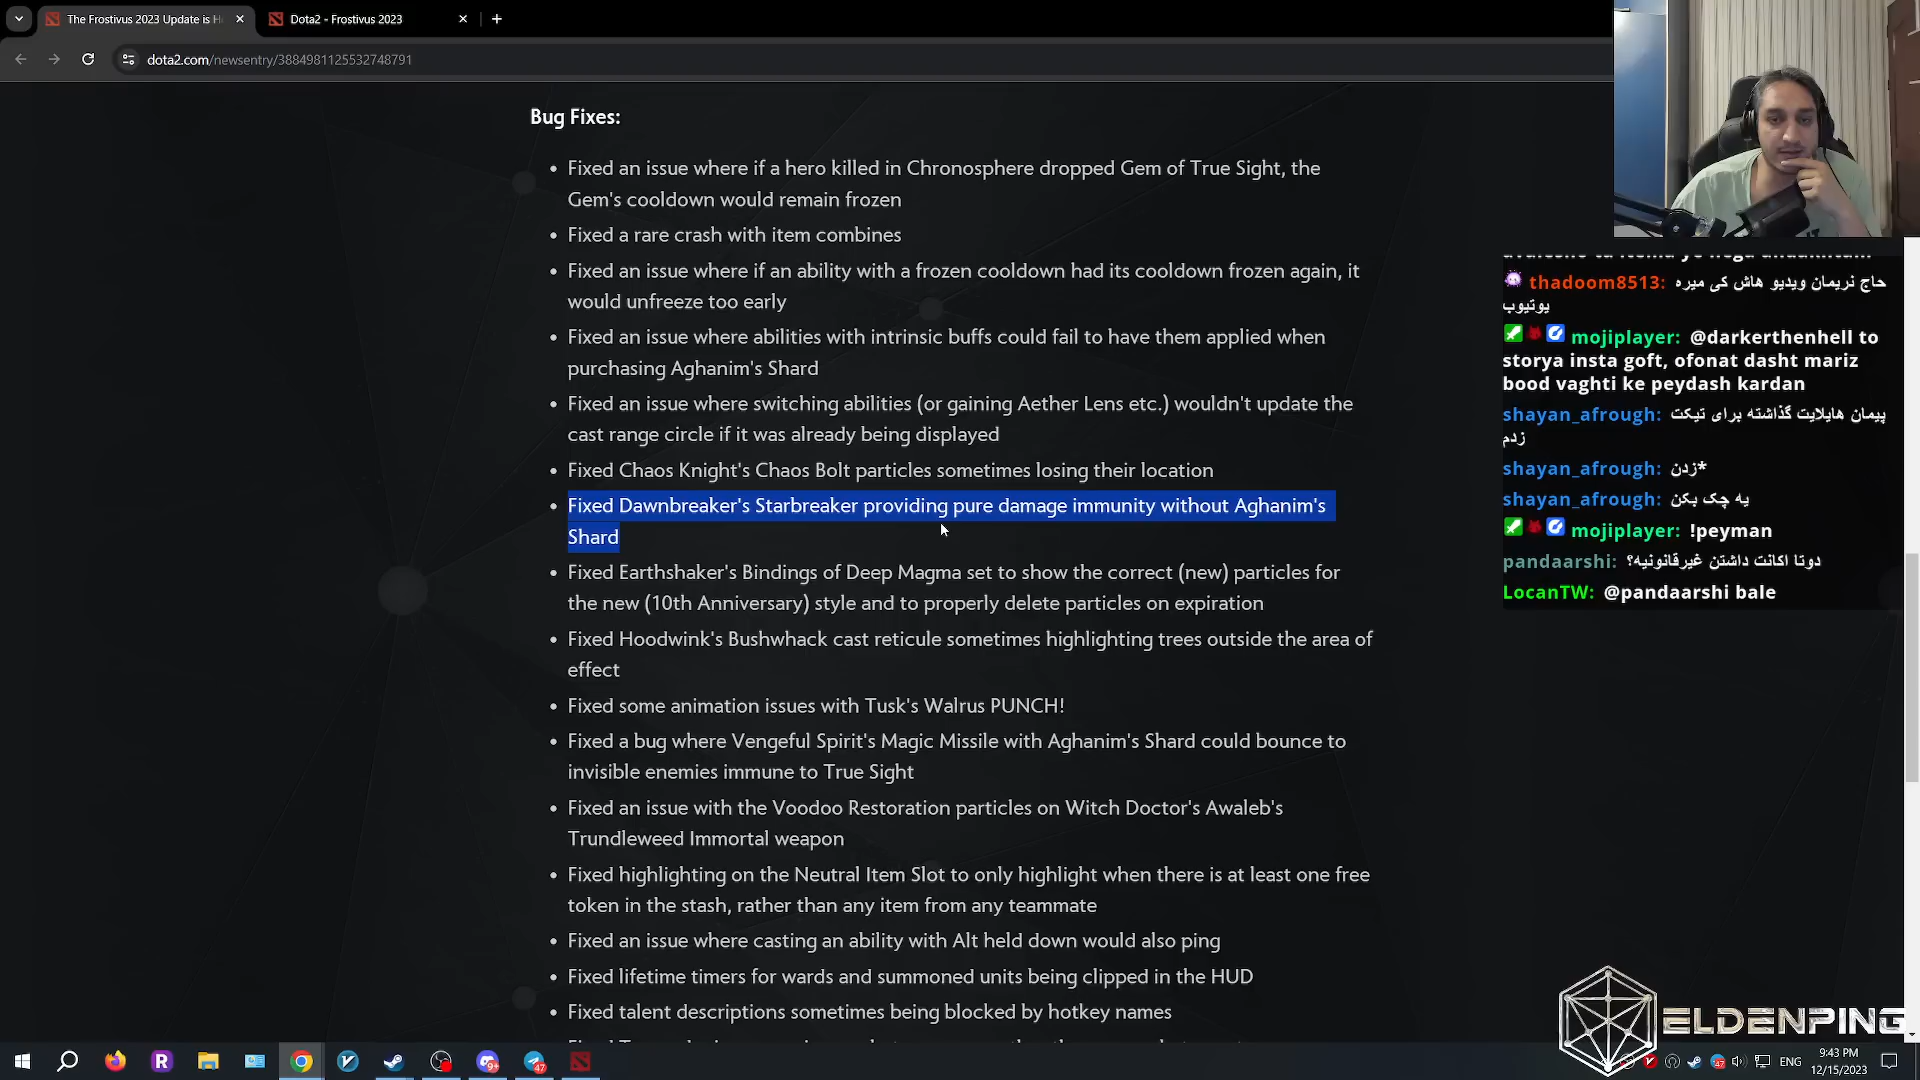 The Frostivus 2023 Update is H
Dota2 - Frostivus 2023
dota2.com/newsentry/3884981125532748791
Bug Fixes:
Fixed an issue where if a hero killed in Chronosphere dropped Gem of True Sight, the
Gem's cooldown would remain frozen
Fixed a rare crash with item combines
Fixed an issue where if an ability with a frozen cooldown had its cooldown frozen again, it
would unfreeze too early
Fixed an issue where abilities with intrinsic buffs could fail to have them applied when
purchasing Aghanim's Shard
Fixed an issue where switching abilities (or gaining Aether Lens etc.) wouldn't update the
cast range circle if it was already being displayed
Fixed Chaos Knight's Chaos Bolt particles sometimes losing their location
Fixed Dawnbreaker's Starbreaker providing pure damage immunity without Aghanim's
Shard
Fixed Earthshaker's Bindings of Deep Magma set to show the correct (new) particles for
the new (10th Anniversary) style and to properly delete particles on expiration
Fixed Hoodwink's Bushwhack cast reticule sometimes highlighting trees outside the area of
effect
Fixed some animation issues with Tusk's Walrus PUNCH!
Fixed a bug where Vengeful Spirit's Magic Missile with Aghanim's Shard could bounce to
invisible enemies immune to True Sight
Fixed an issue with the Voodoo Restoration particles on Witch Doctor's Awaleb's
Trundleweed Immortal weapon
Fixed highlighting on the Neutral Item Slot to only highlight when there is at least one free
token in the stash, rather than any item from any teammate
Fixed an issue where casting an ability with Alt held down would also ping
Fixed lifetime timers for wards and summoned units being clipped in the HUD
Fixed talent descriptions sometimes being blocked by hotkey names
thadoom8513: حاج نریمان ویدیو هاش کی میره
یوتیوب
mojiplayer: @darkerthenhell to
storya insta goft, ofonat dasht mariz
bood vaghti ke peydash kardan
shayan_afrough: پیمان هایلایت گذاشته برای تیکت
زدم
shayan_afrough: زدن*
shayan_afrough: یه چک بکن
mojiplayer: !peyman
pandaarshi: دوتا اکانت داشتن غیرقانونیه؟
LocanTW: @pandaarshi bale
ELDENPING
ENG
9:43 PM
12/15/2023